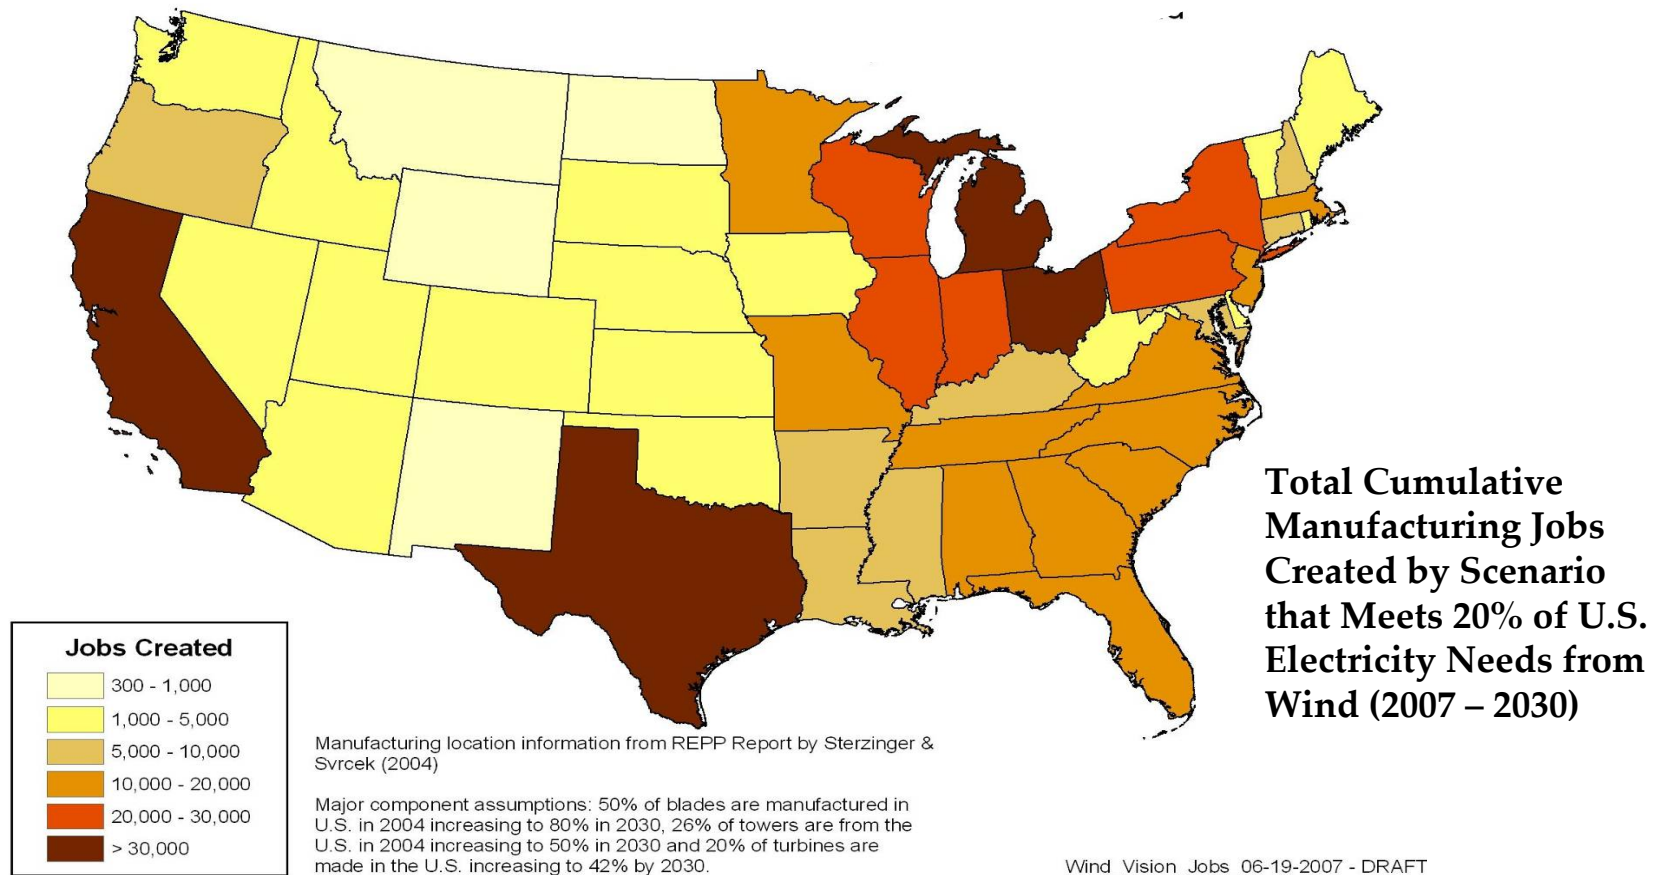 Total Cumulative
Manufacturing Jobs
Created by Scenario
that Meets 20% of U.S.
Electricity Needs from
Wind (2007 – 2030)
Jobs Created
300 - 1,000
1,000 - 5,000
5,000 - 10,000
10,000 - 20,000
20,000 - 30,000
> 30,000
Manufacturing location information from REPP Report by Sterzinger &
Svrcek (2004)
Major component assumptions: 50% of blades are manufactured in
U.S. in 2004 increasing to 80% in 2030, 26% of towers are from the
U.S. in 2004 increasing to 50% in 2030 and 20% of turbines are
made in the U.S. increasing to 42% by 2030.
Wind Vision Jobs 06-19-2007 - DRAFT